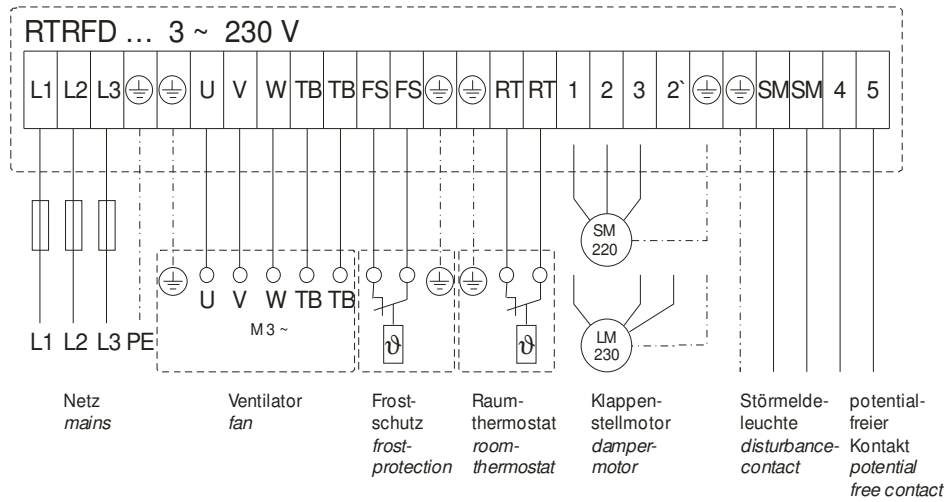 RTRFD ... 3 ~ 230 V
L1 L2 L3 U V W TB TB FS FS RT RT 1 2 3 2` SM SM 4 5
SM
220
U V W TB TB
M 3 ~
ϑ ϑ
LM
230
L1 L2 L3 PE
Netz
mains
Ventilator
fan
Frost-
schutz
frost-
protection
Raum-
thermostat
room-
thermostat
Klappen-
stellmotor
damper-
motor
Störmelde-
leuchte
disturbance-
contact
potential-
freier
Kontakt
potential
free contact